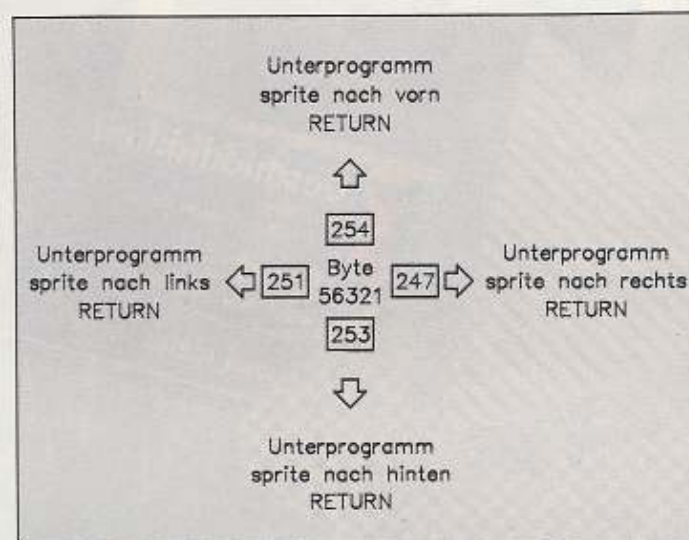 Unterprogramm
sprite nach vorn
RETURN
254
Unterprogramm
sprite nach links
RETURN
251
Byte
56321
247
Unterprogramm
sprite nach rechts
RETURN
253
Unterprogramm
sprite nach hinten
RETURN